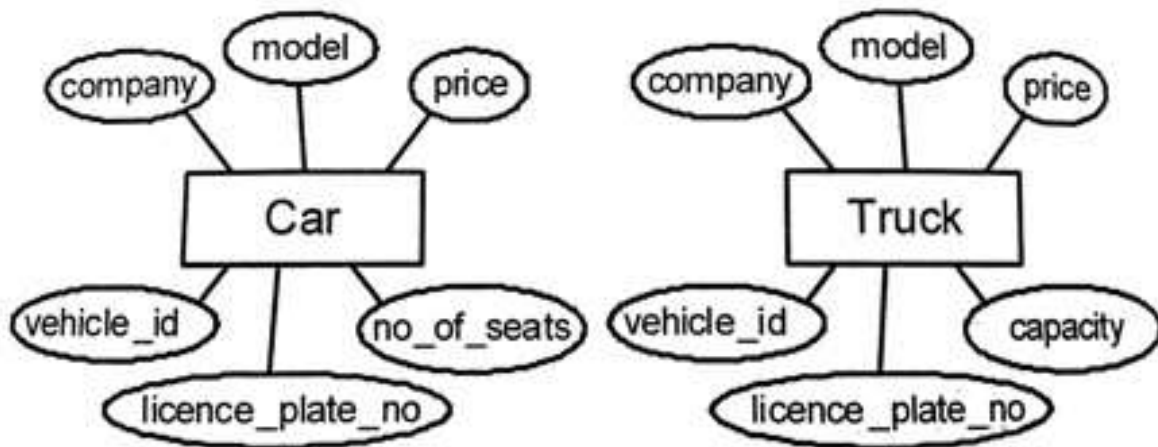 model
company
price
Car
vehicle_id
no_of_seats
licence_plate_no
model
company
price
Truck
vehicle_id
capacity
licence_plate_no